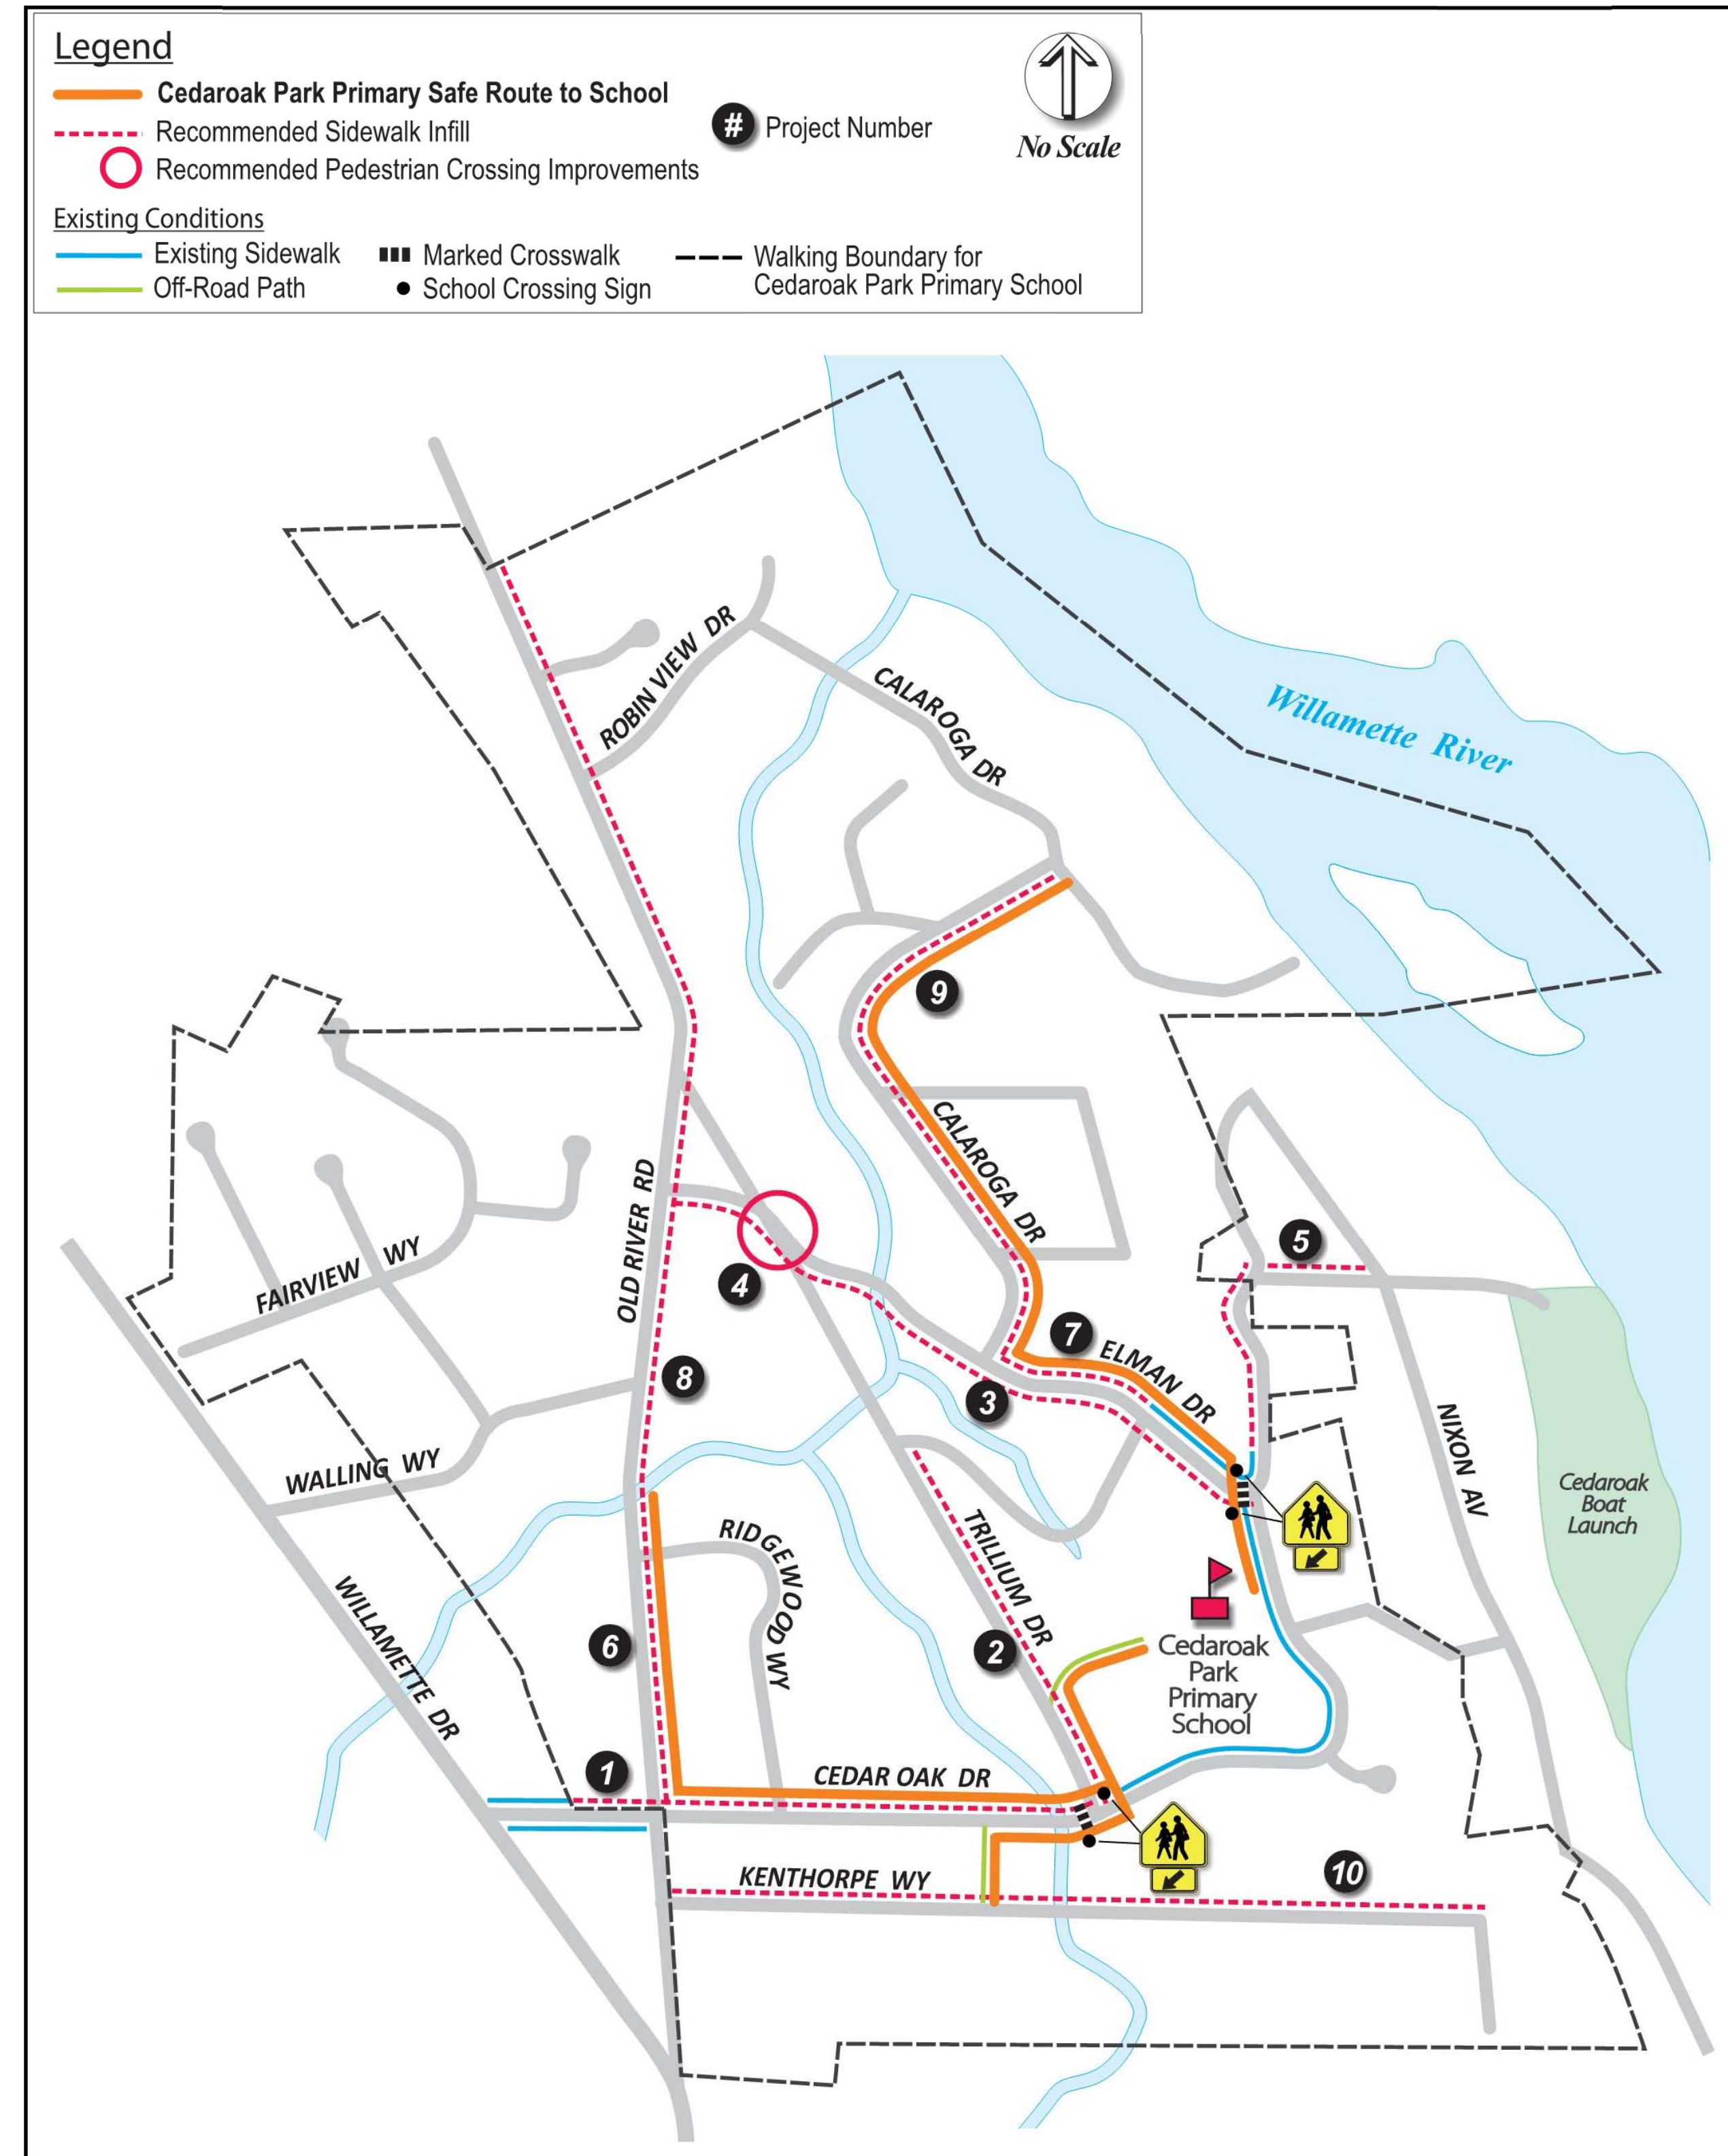 Legend
Cedaroak Park Primary Safe Route to School
Recommended Sidewalk Infill
Recommended Pedestrian Crossing Improvements
# Project Number
No Scale
Existing Conditions
Existing Sidewalk
Off-Road Path
Marked Crosswalk
School Crossing Sign
Walking Boundary for
Cedaroak Park Primary School
ROBIN VIEW DR
CALAROGA DR
Willamette River
9
CALAROGA DR
OLD RIVER RD
FAIRVIEW WY
4
5
7
ELMAN DR
8
3
NIXON AV
WALLING WY
Cedaroak
Boat
Launch
RIDGEWOOD WY
TRILLIUM DR
WILLAMETTE DR
6
2
Cedaroak
Park
Primary
School
1
CEDAR OAK DR
KENTHORPE WY
10